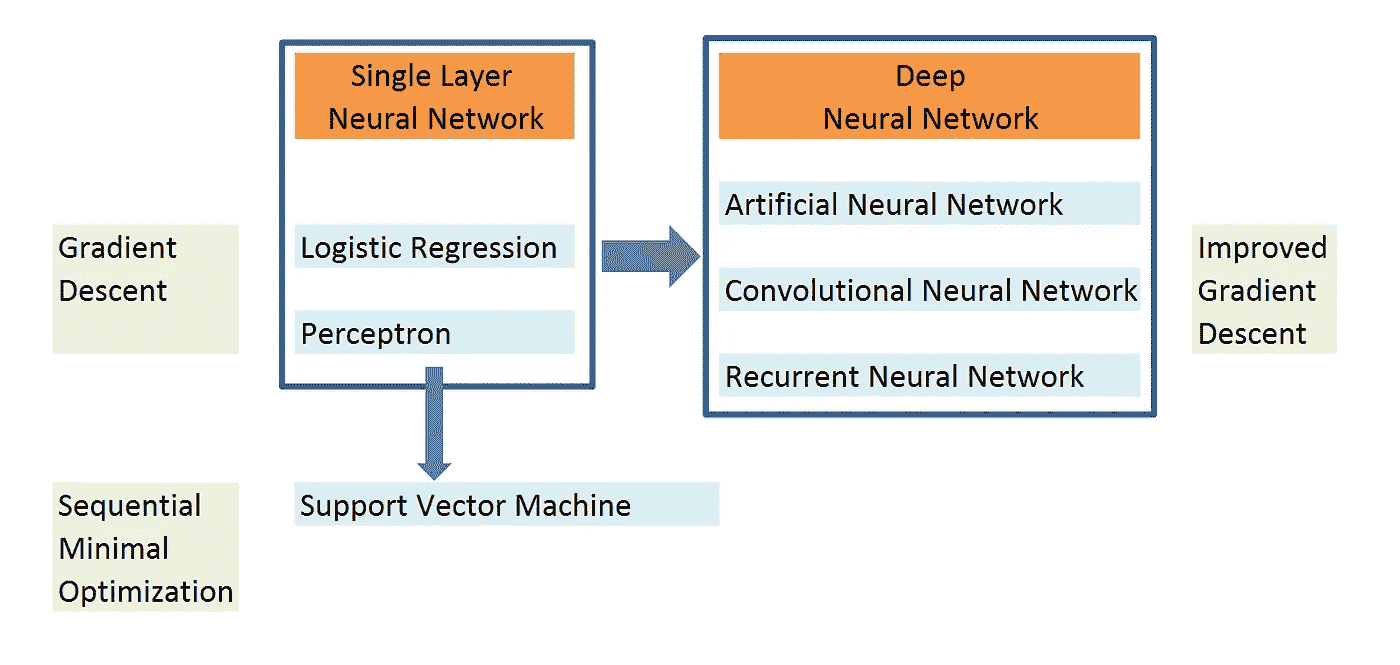 Single Layer
Neural Network
Deep
Neural Network
Gradient
Descent
Logistic Regression
Perceptron
Artificial Neural Network
Convolutional Neural Network
Recurrent Neural Network
Improved
Gradient
Descent
Sequential
Minimal
Optimization
Support Vector Machine